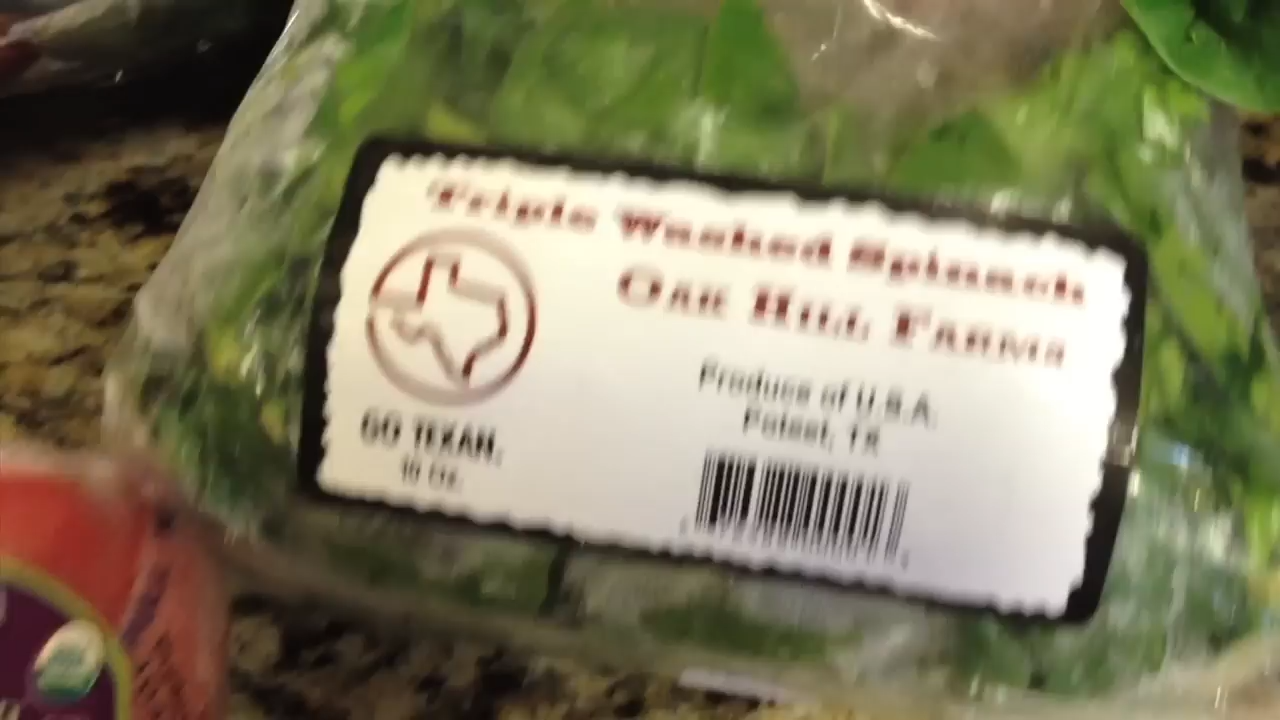 Triple Washed Spinach
OAK HILL FARMS
Produce of U.S.A.
Poteet, TX
GO TEXAN.
10 Oz.